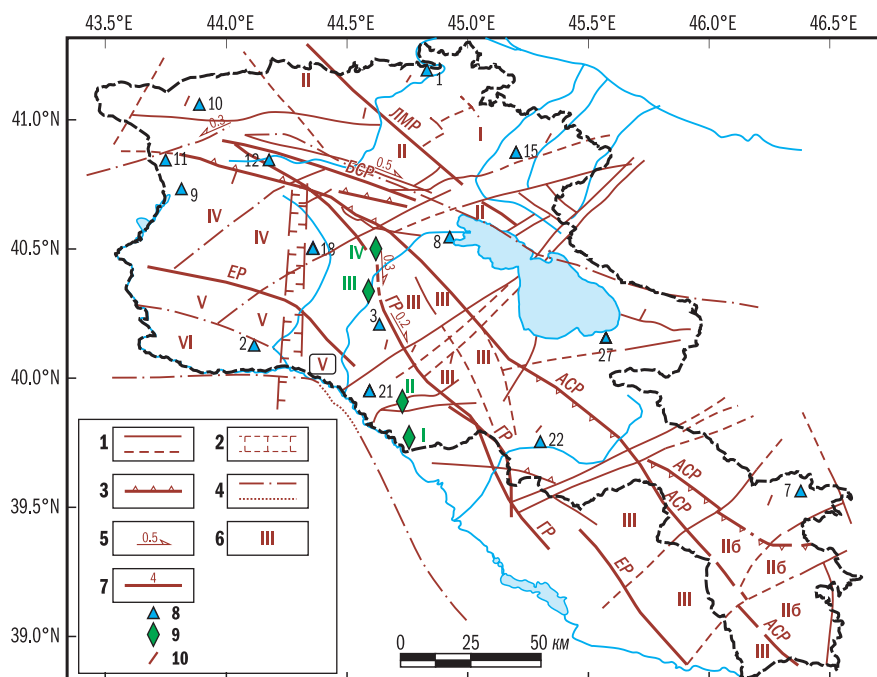 43.5°E 44.0° 44.5° 45.0° 45.5° 46.0° 46.5°
41.0°N
40.5°N
40.0°N
39.5°N
39.0°N
II
1
10
0.3
ЛМР
I
15
II
11
12
БСР
0.5
9
IV
II
IV
18
IV
8
0.3
III
ЕР
ГР
III
III
V
3
0.2
V
VI
2
27
V
III
III
АСР
21
II
I
ГР
22
АСР
7
АСР
ГР
III
ЕР
IIб
IIб
III
IIб
АСР
III
1
2
3
4
5
0.5
6
III
7
4
8
9
10
0 25 50 км